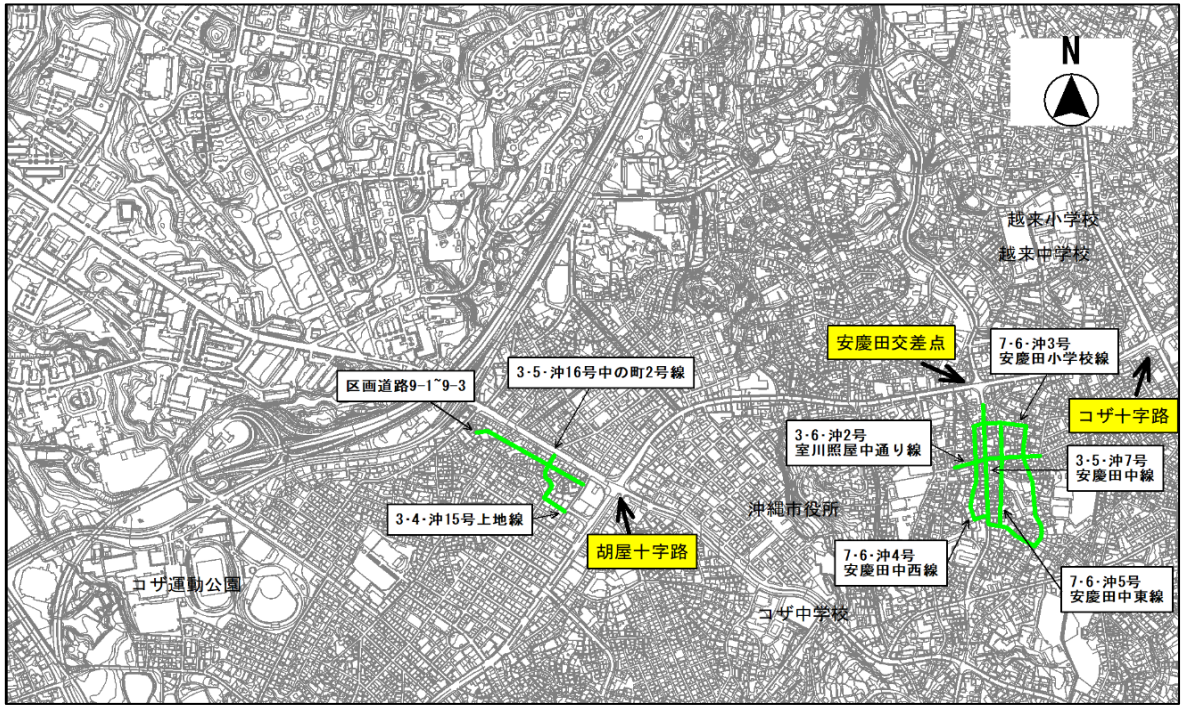 N
越来小学校
越来中学校
安慶田交差点
7・6・沖3号
安慶田小学校線
3・5・沖16号中の町2号線
区画道路9-1~9-3
コザ十字路
3・6・沖2号
室川照屋中通り線
3・5・沖7号
安慶田中線
3・4・沖15号上地線
沖縄市役所
胡屋十字路
7・6・沖4号
安慶田中西線
コザ運動公園
7・6・沖5号
安慶田中東線
コザ中学校